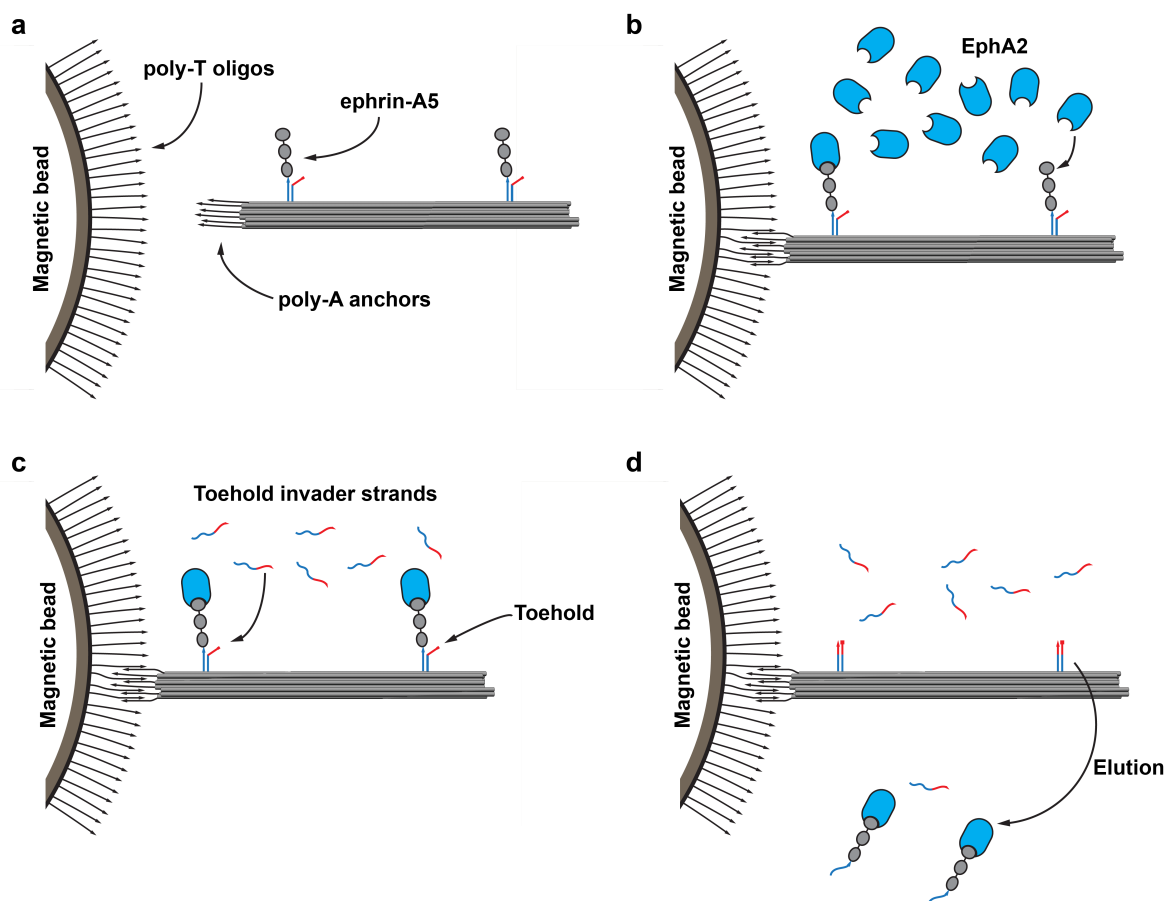 a
poly-T oligos
ephrin-A5
Magnetic bead
poly-A anchors
b
EphA2
Magnetic bead
c
Toehold invader strands
Toehold
Magnetic bead
d
Magnetic bead
Elution